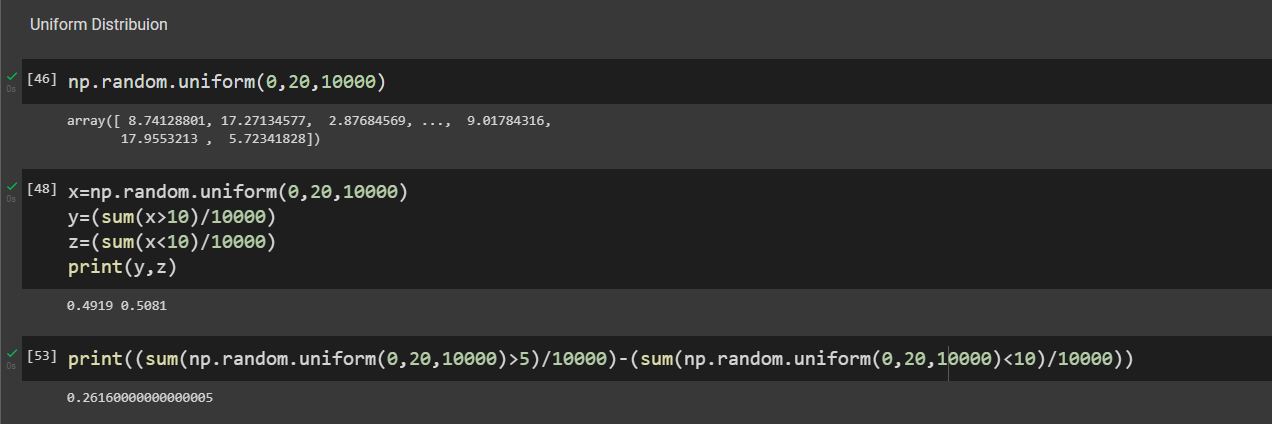 Uniform Distribuion
[46] np.random.uniform(0,20,10000)
0s
array([ 8.74128801, 17.27134577,  2.87684569, ...,  9.01784316,
       17.9553213 ,  5.72341828])
[48] x=np.random.uniform(0,20,10000)
0s
y=(sum(x>10)/10000)
z=(sum(x<10)/10000)
print(y,z)
0.4919 0.5081
[53] print((sum(np.random.uniform(0,20,10000)>5)/10000)-(sum(np.random.uniform(0,20,10000)<10)/10000))
0s
0.26160000000000005